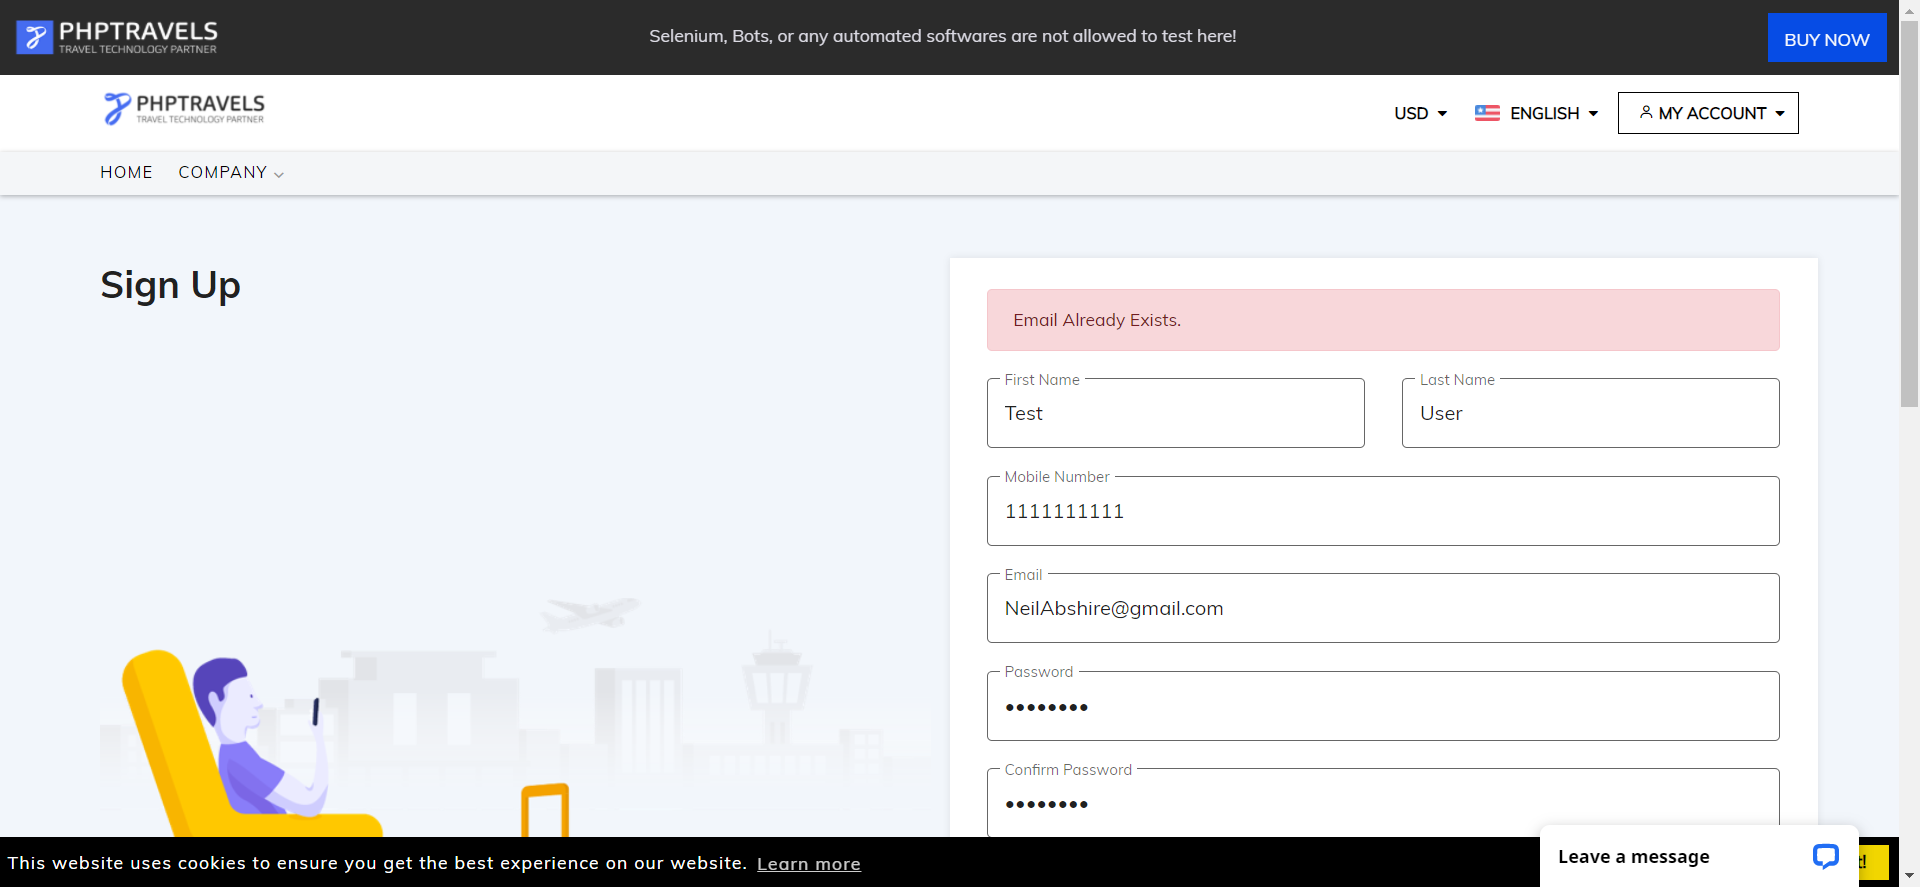 PHPTRAVELS
TRAVEL TECHNOLOGY PARTNER
Selenium, Bots, or any automated softwares are not allowed to test here!
BUY NOW
PHPTRAVELS
TRAVEL TECHNOLOGY PARTNER
USD
ENGLISH
MY ACCOUNT
HOME
COMPANY
Sign Up
Email Already Exists.
First Name
Test
Last Name
User
Mobile Number
1111111111
Email
NeilAbshire@gmail.com
Password
••••••••
Confirm Password
••••••••
This website uses cookies to ensure you get the best experience on our website. Learn more
Leave a message